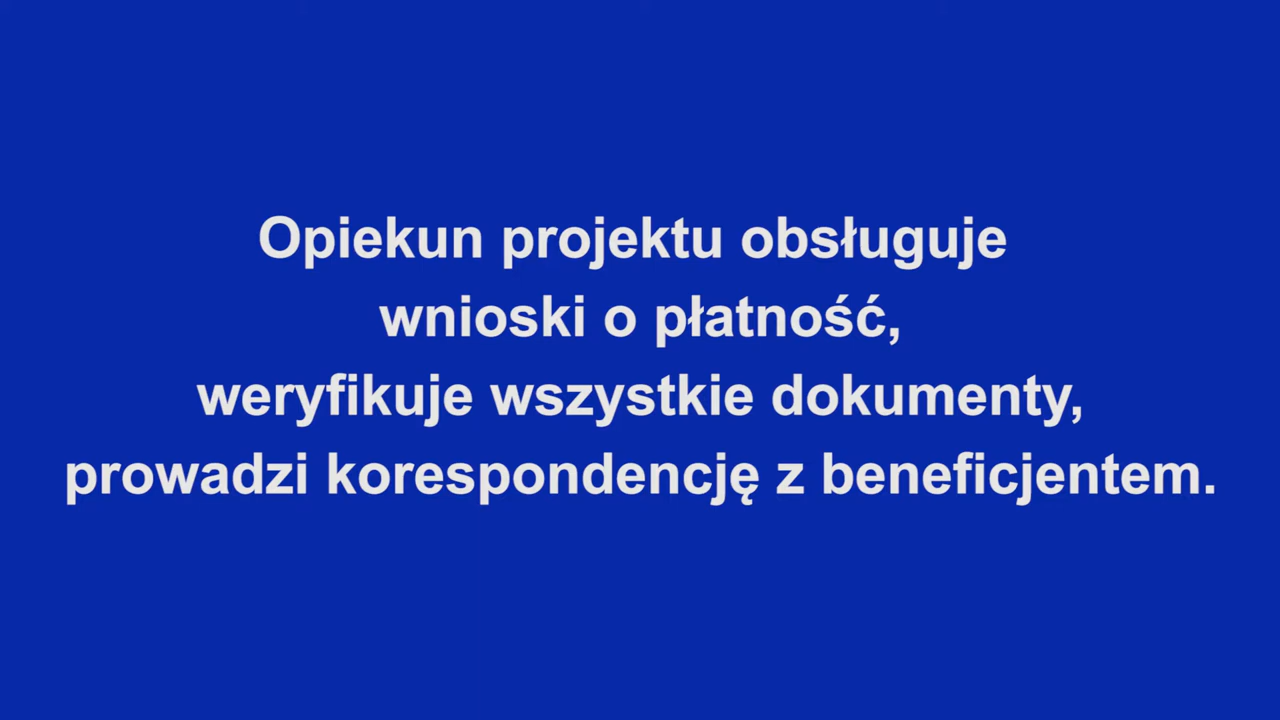 Opiekun projektu obsługuje
wnioski o płatność,
weryfikuje wszystkie dokumenty,
prowadzi korespondencję z beneficjentem.